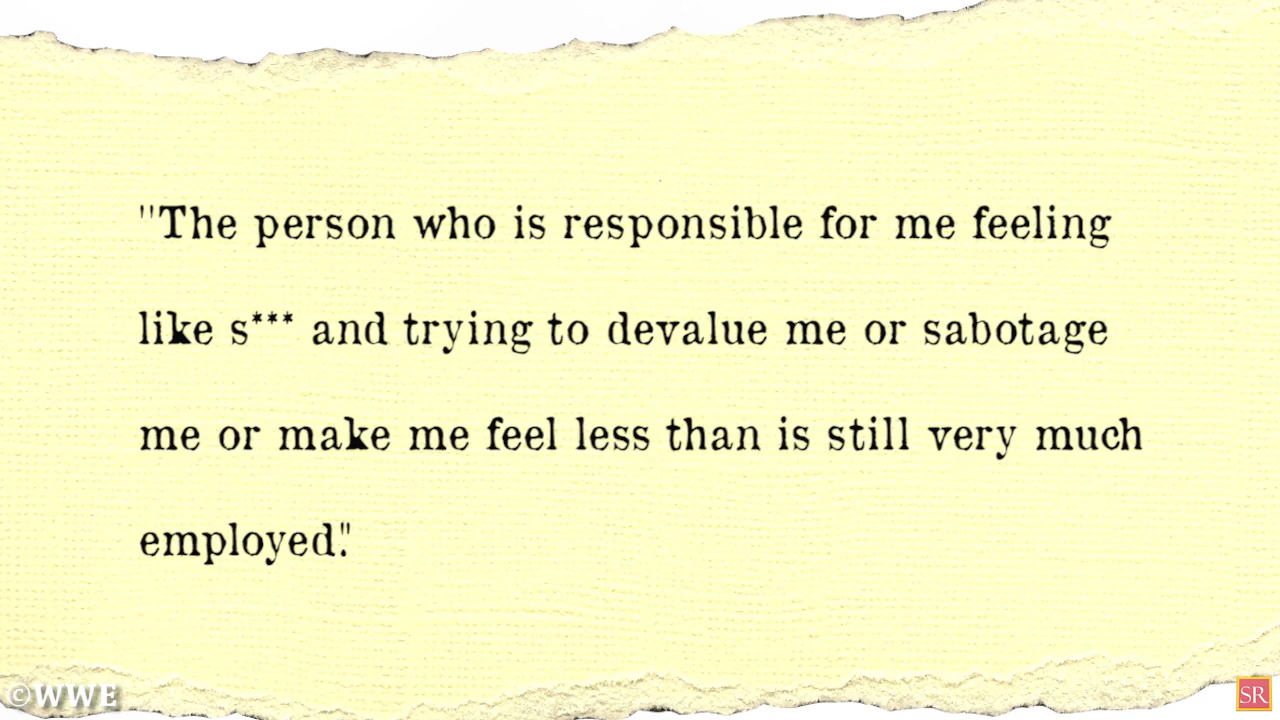 "The person who is responsible for me feeling
like s*** and trying to devalue me or sabotage
me or make me feel less than is still very much
employed."
©WWE
SR